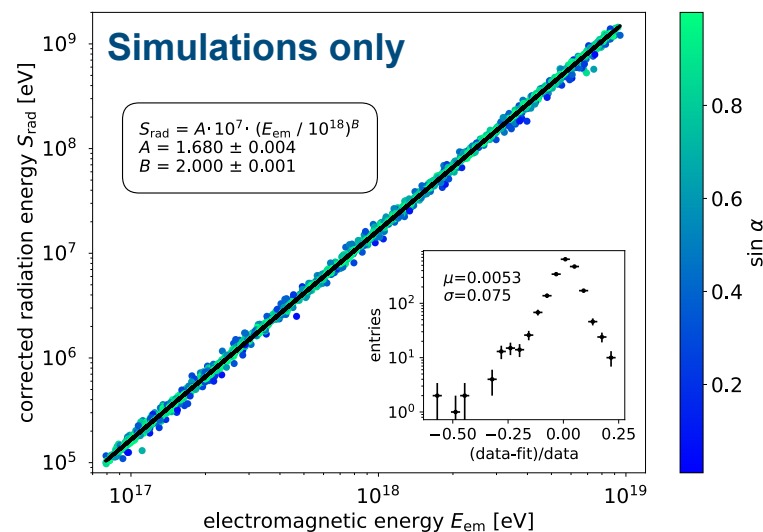 Simulations only
S_rad = A·10^7· (E_em / 10^18)^B
A = 1.680 ± 0.004
B = 2.000 ± 0.001
corrected radiation energy S_rad [eV]
10^9
10^8
10^7
10^6
10^5
10^17
10^18
10^19
electromagnetic energy E_em [eV]
μ=0.0053
σ=0.075
entries
10^2
10^1
10^0
−0.50
−0.25
0.00
0.25
(data-fit)/data
0.8
0.6
0.4
0.2
sin α